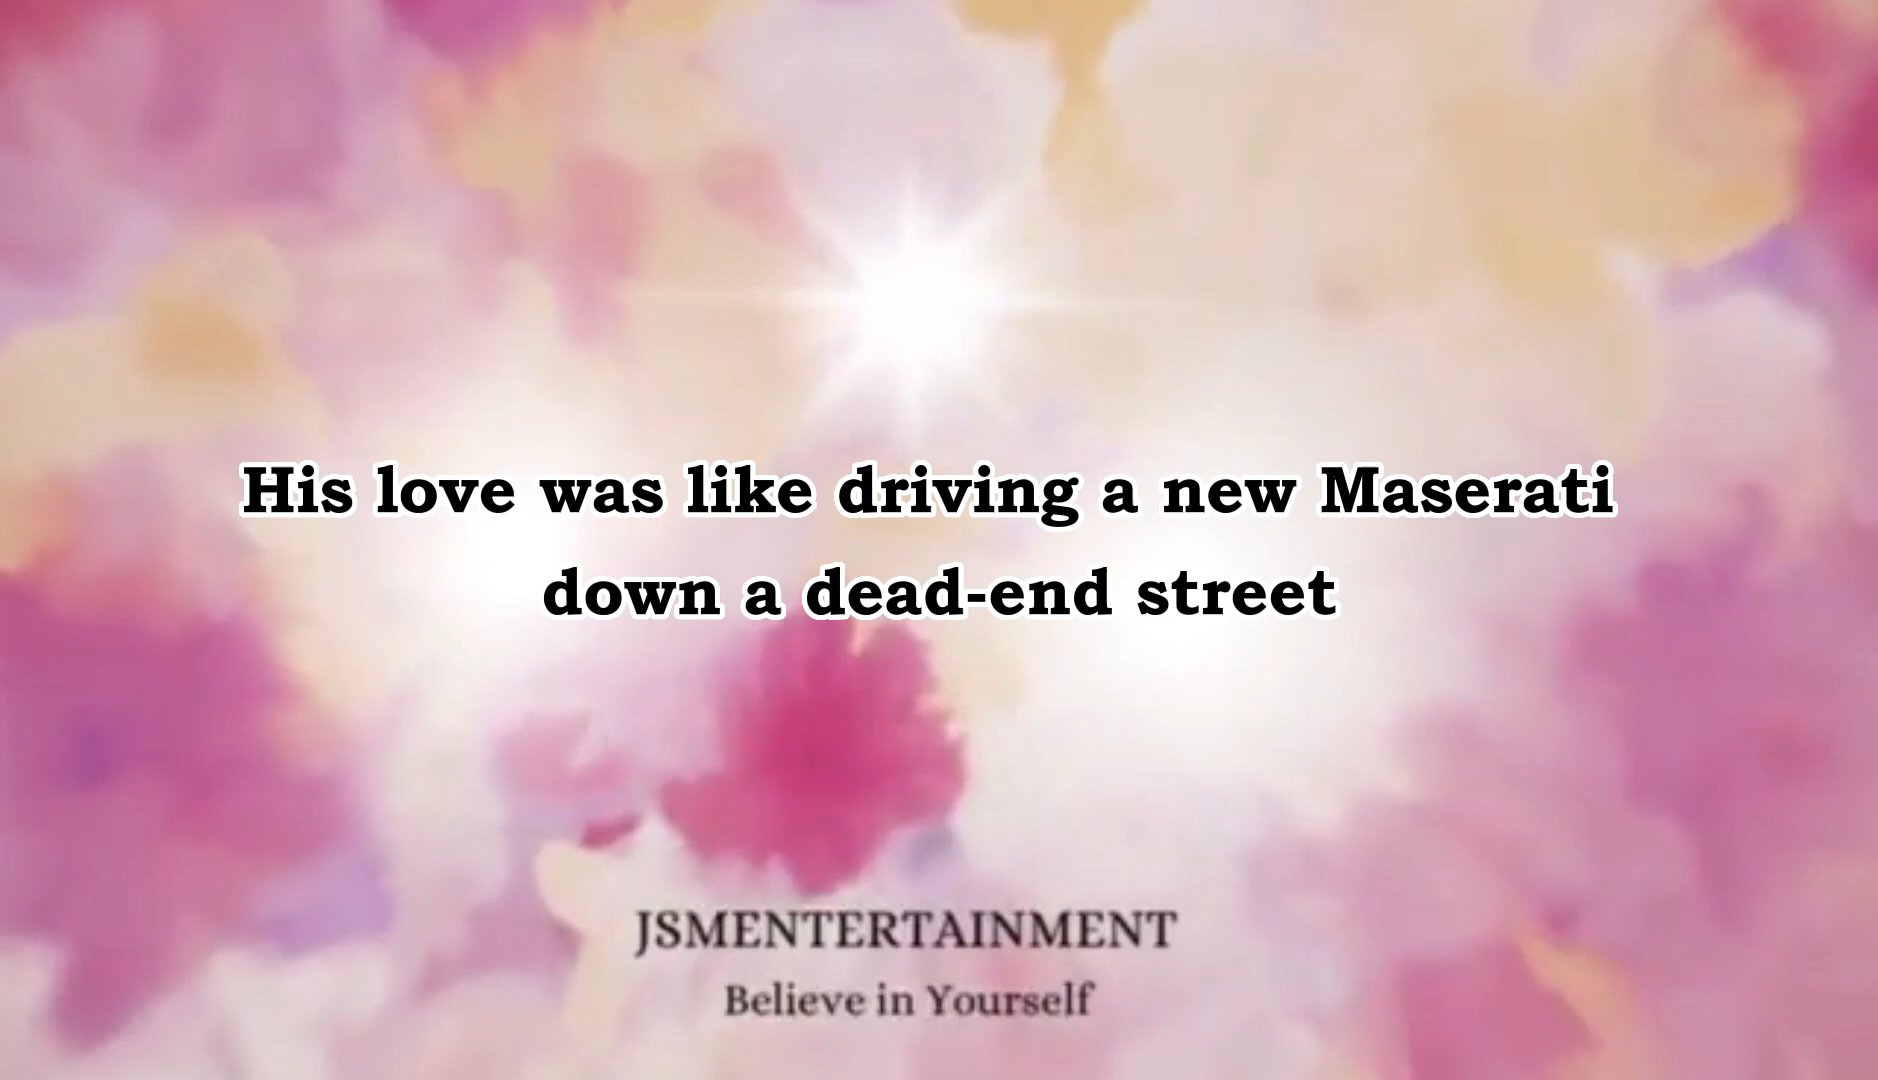 His love was like driving a new Maserati
down a dead-end street
JSMENTERTAINMENT
Believe in Yourself